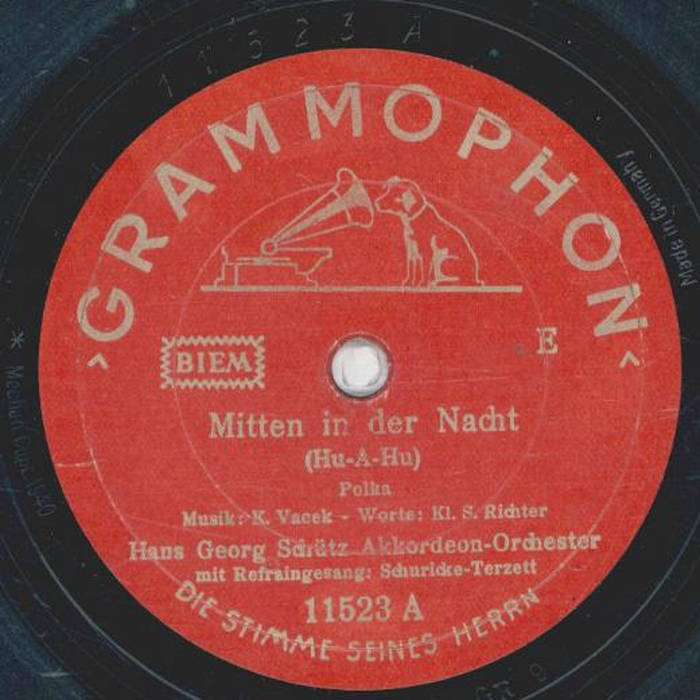 11523 A
GRAMMOPHON
Made in Germany
BIEM
E
Mitten in der Nacht
(Hu-A-Hu)
Polka
Musik: K. Vacek - Worte: Kl. S. Richter
Hans Georg Schütz Akkordeon-Orchester
mit Refraingesang: Schuricke-Terzett
11523 A
DIE STIMME SEINES HERRN
1940